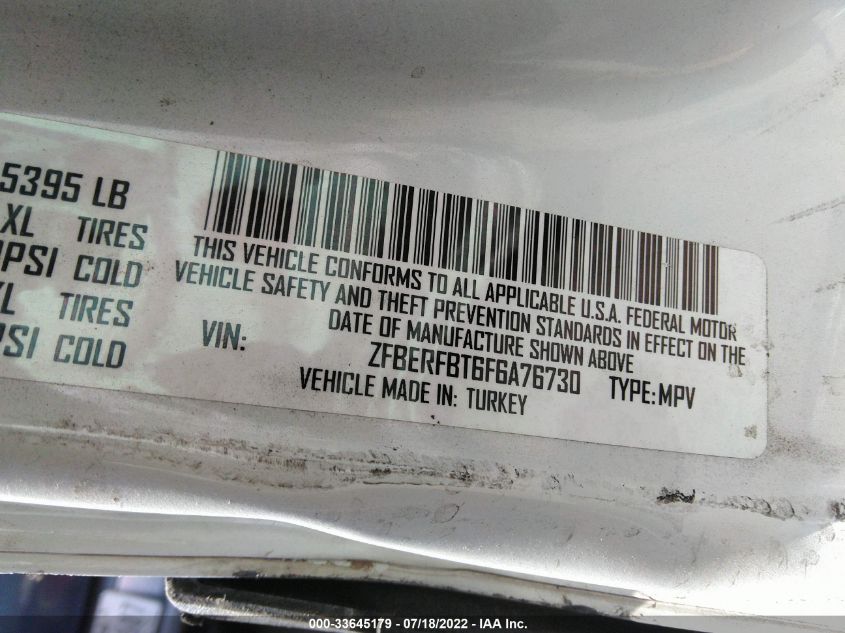 5395 LB
XL TIRES
PSI COLD
XL TIRES
PSI COLD
THIS VEHICLE CONFORMS TO ALL APPLICABLE U.S.A. FEDERAL MOTOR
VEHICLE SAFETY AND THEFT PREVENTION STANDARDS IN EFFECT ON THE
DATE OF MANUFACTURE SHOWN ABOVE
VIN: ZFBERFBT6F6A76730 TYPE: MPV
VEHICLE MADE IN: TURKEY
000-33645179 - 07/18/2022 - IAA Inc.